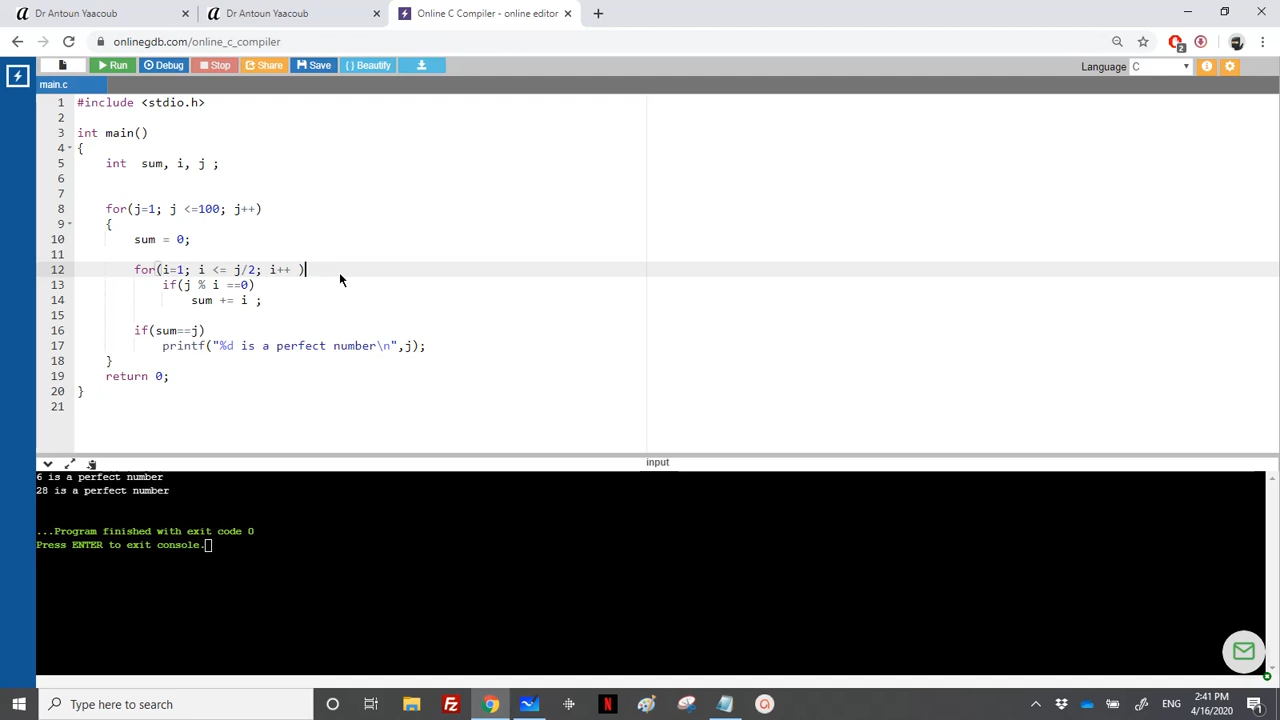 Dr Antoun Yaacoub
Dr Antoun Yaacoub
Online C Compiler - online editor
onlinegdb.com/online_c_compiler
2
Run
Debug
Stop
Share
Save
{ } Beautify
Language C
main.c
1 #include <stdio.h>
2
3 int main()
4 {
5 int sum, i, j ;
6
7
8 for(j=1; j <=100; j++)
9 {
10 sum = 0;
11
12 for(i=1; i <= j/2; i++ )
13 if(j % i ==0)
14 sum += i ;
15
16 if(sum==j)
17 printf("%d is a perfect number\n",j);
18 }
19 return 0;
20 }
21
input
6 is a perfect number
28 is a perfect number
...Program finished with exit code 0
Press ENTER to exit console.
Type here to search
ENG
2:41 PM
4/16/2020